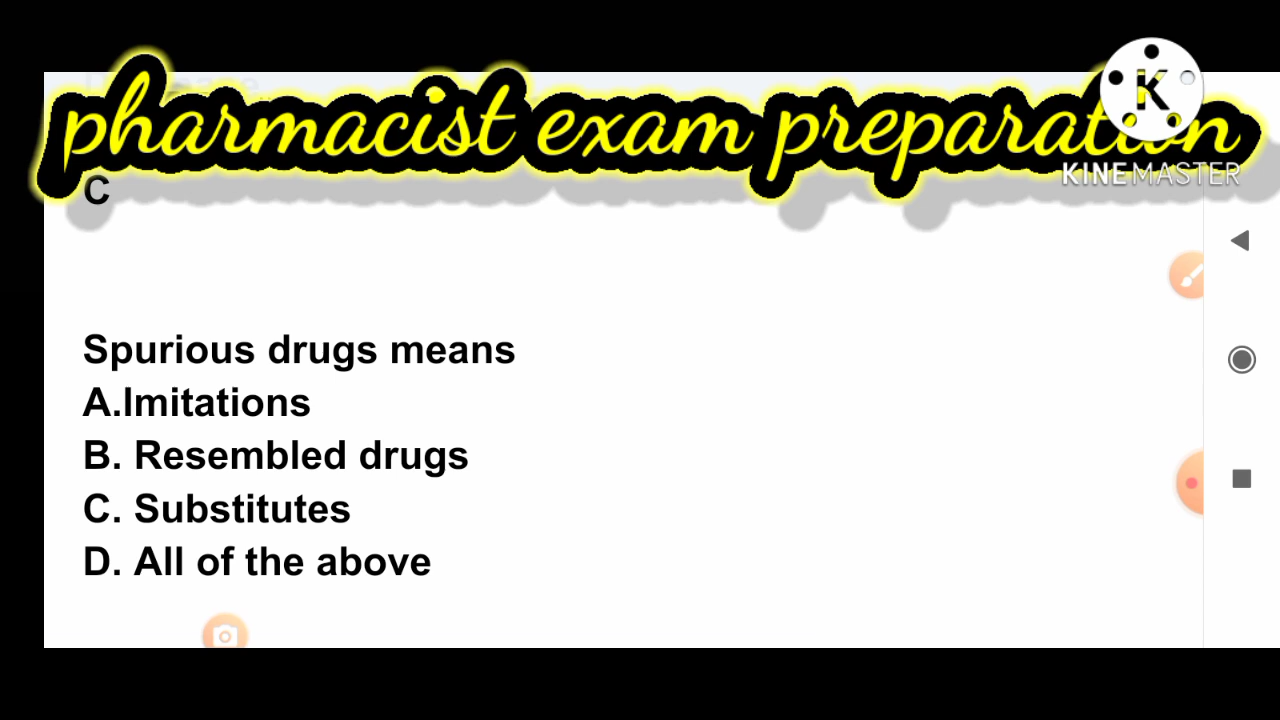 pharmacist exam preparation
K
KINEMASTER
C
Spurious drugs means
A.Imitations
B. Resembled drugs
C. Substitutes
D. All of the above